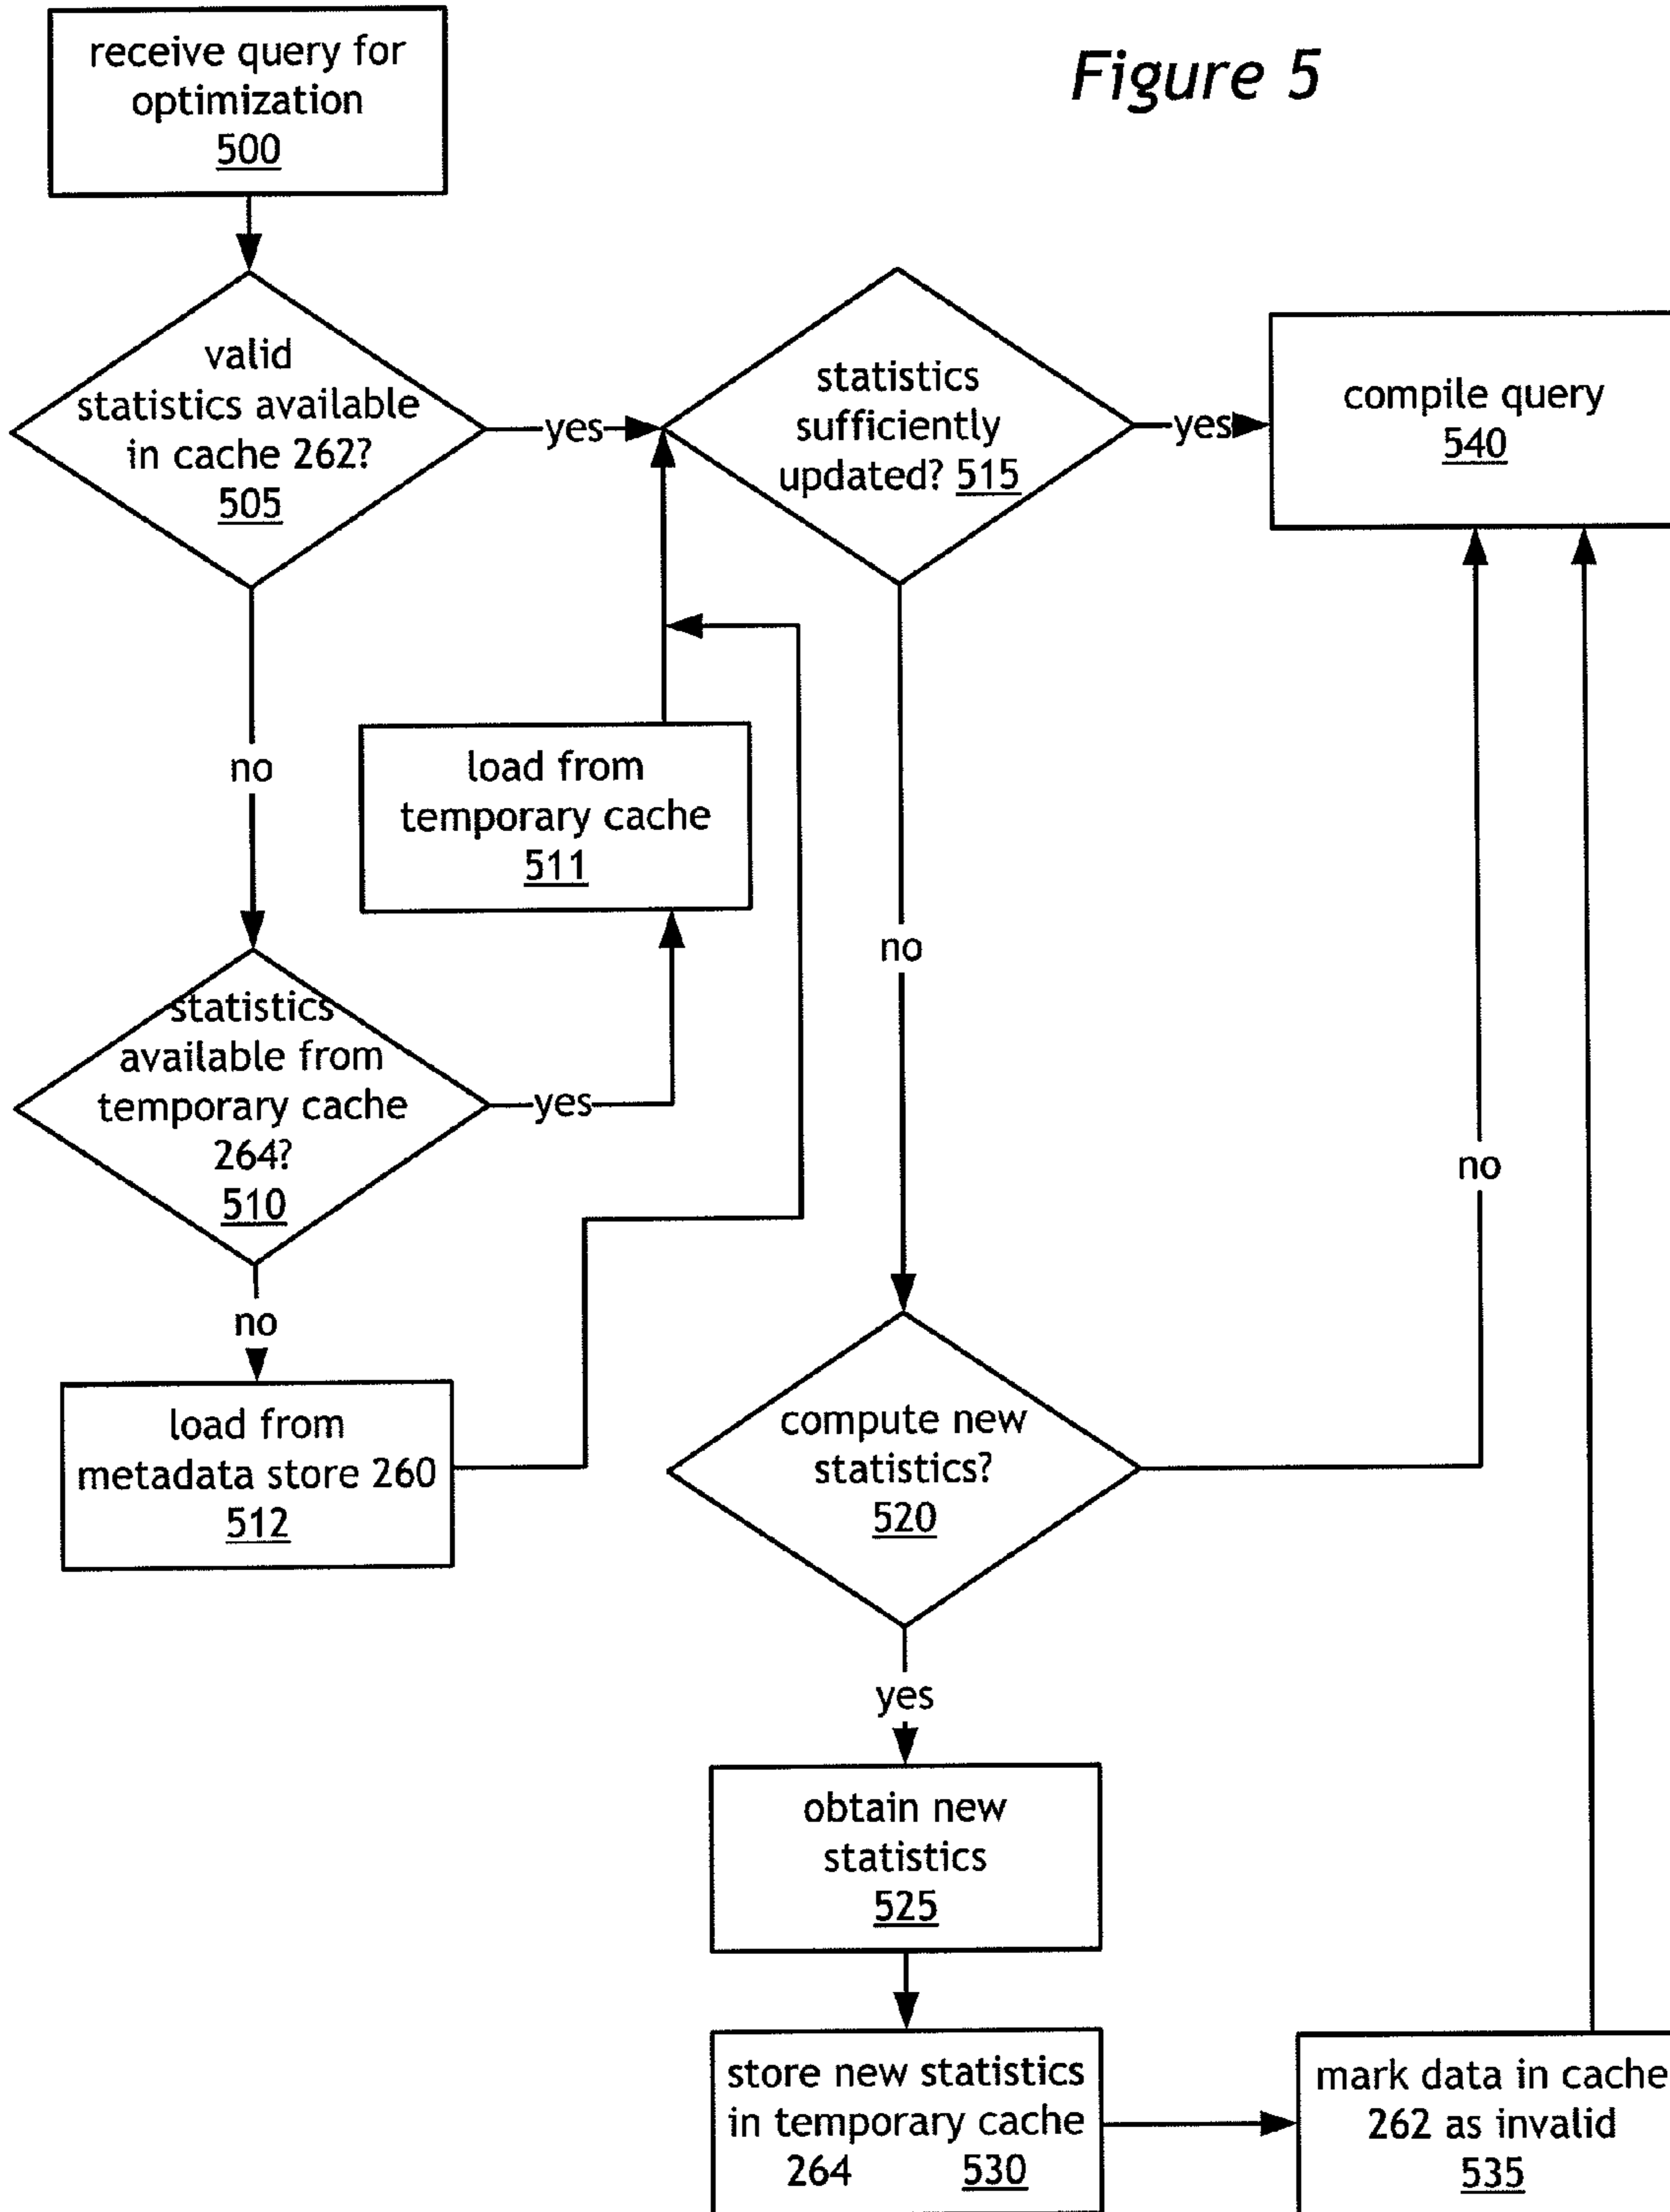 Figure 5
receive query for
optimization
500
valid
statistics available
in cache 262?
505
yes
statistics
sufficiently
updated? 515
yes
compile query
540
no
load from
temporary cache
511
no
statistics
available from
temporary cache
264?
510
yes
no
no
load from
metadata store 260
512
compute new
statistics?
520
yes
obtain new
statistics
525
store new statistics
in temporary cache
264 530
mark data in cache
262 as invalid
535